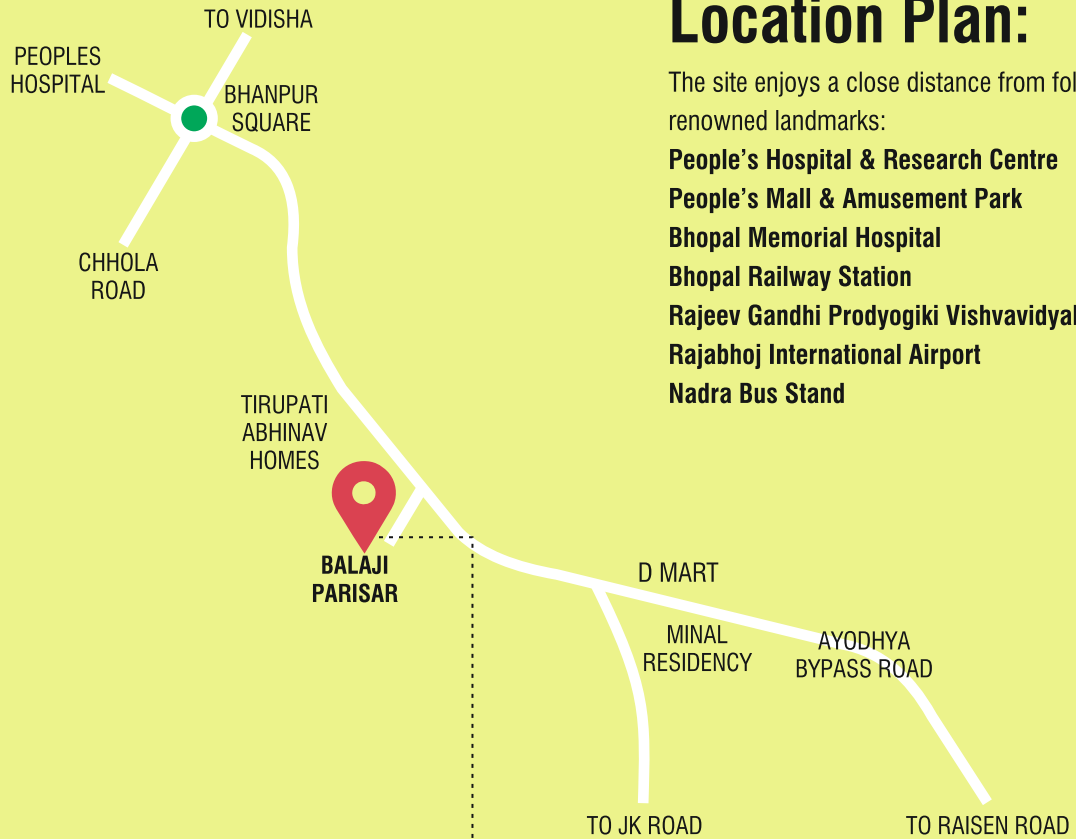 TO VIDISHA
PEOPLES
HOSPITAL
BHANPUR
SQUARE
CHHOLA
ROAD
TIRUPATI
ABHINAV
HOMES
BALAJI
PARISAR
D MART
MINAL
RESIDENCY
AYODHYA
BYPASS ROAD
TO JK ROAD
TO RAISEN ROAD
Location Plan:
The site enjoys a close distance from
renowned landmarks:
People’s Hospital & Research Centre
People’s Mall & Amusement Park
Bhopal Memorial Hospital
Bhopal Railway Station
Rajeev Gandhi Prodyogiki
Rajabhoj International Airport
Nadra Bus Stand